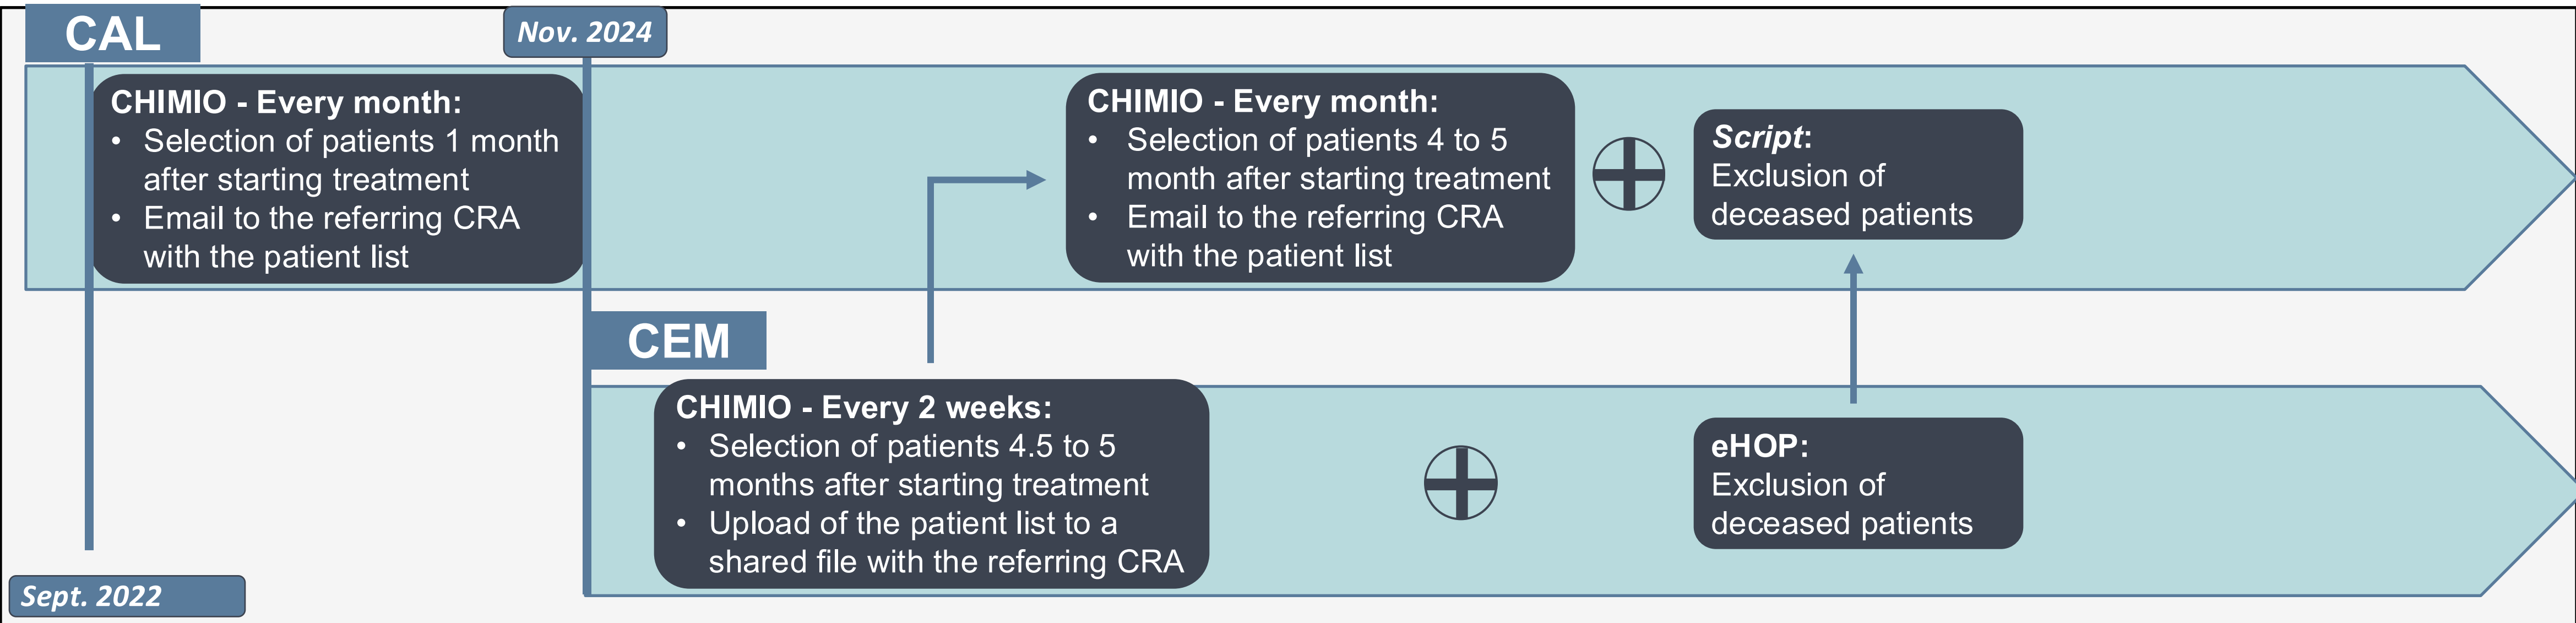 CAL
Nov. 2024
CHIMIO - Every month:
• Selection of patients 1 month
after starting treatment
• Email to the referring CRA
with the patient list
CHIMIO - Every month:
• Selection of patients 4 to 5
month after starting treatment
• Email to the referring CRA
with the patient list
Script:
Exclusion of
deceased patients
CEM
CHIMIO - Every 2 weeks:
• Selection of patients 4.5 to 5
months after starting treatment
• Upload of the patient list to a
shared file with the referring CRA
eHOP:
Exclusion of
deceased patients
Sept. 2022